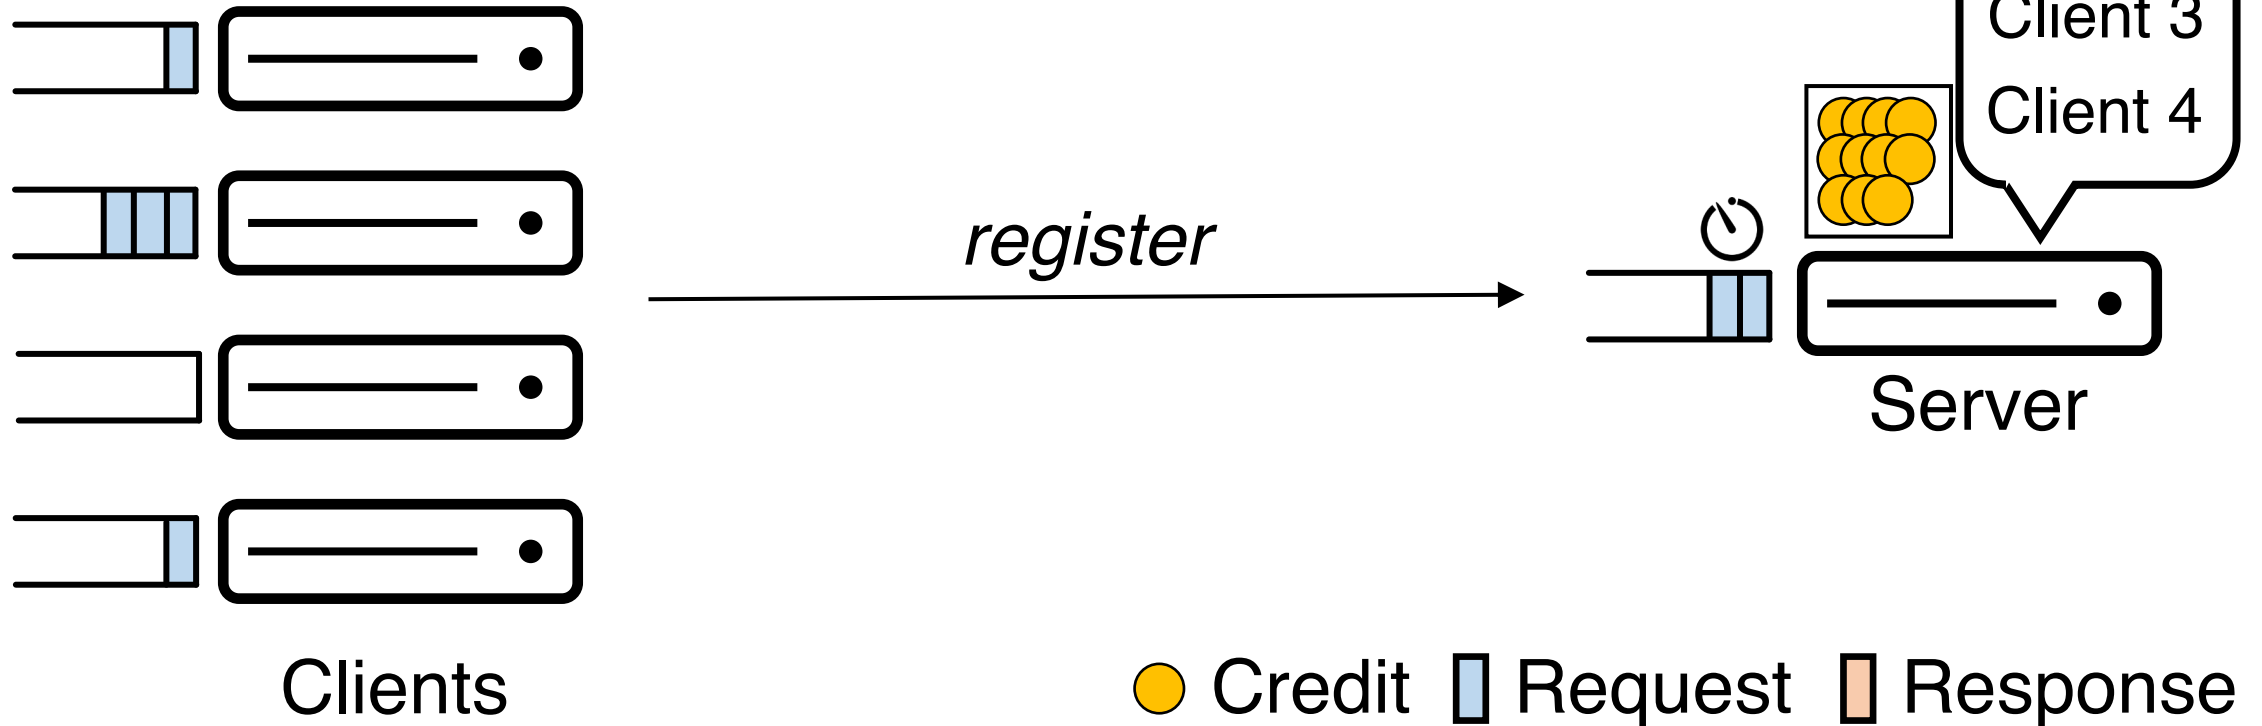 Client 3
Client 4
register
Server
Clients
Credit Request Response